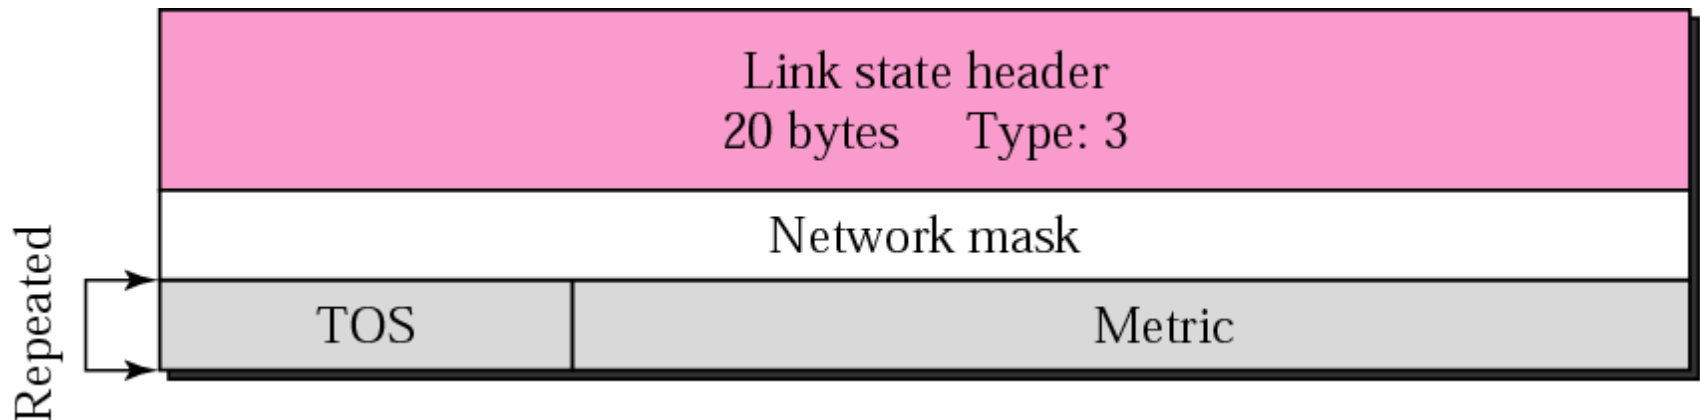 Link state header
20 bytes Type: 3
Network mask
Repeated
TOS
Metric